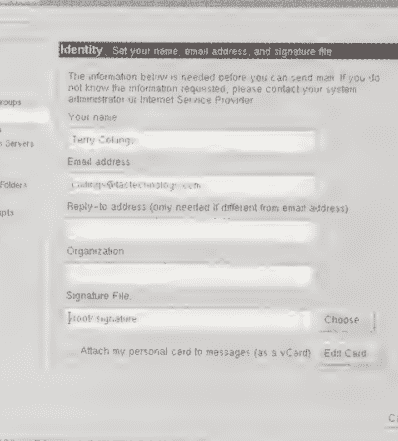 Identity Set your name, email address, and signature file
The information below is needed before you can send mail. If you do
not know the information requested, please contact your system
administrator or Internet Service Provider.
Your name
Terry
Email address
Reply-to address (only needed if different from email address)
Organization
Signature File:
Choose
Servers
Folders
Attach my personal card to messages (as a vCard)
Edit Card